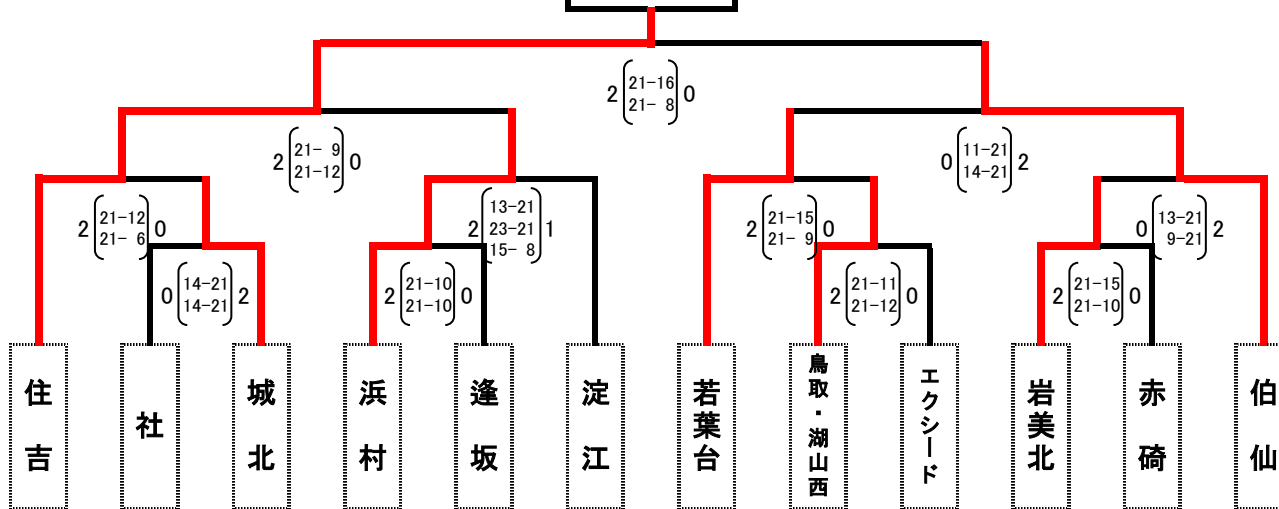 2 21-16 0
21- 8
2 21- 9 0
21-12
0 11-21 2
14-21
2 21-12 0
21- 6
2 13-21 1
23-21
15- 8
2 21-15 0
21- 9
0 13-21 2
9-21
0 14-21 2
14-21
2 21-10 0
21-10
2 21-11 0
21-12
2 21-15 0
21-10
住吉
社
城北
浜村
逢坂
淀江
若葉台
鳥取・湖山西
エクシード
岩美北
赤碕
伯仙